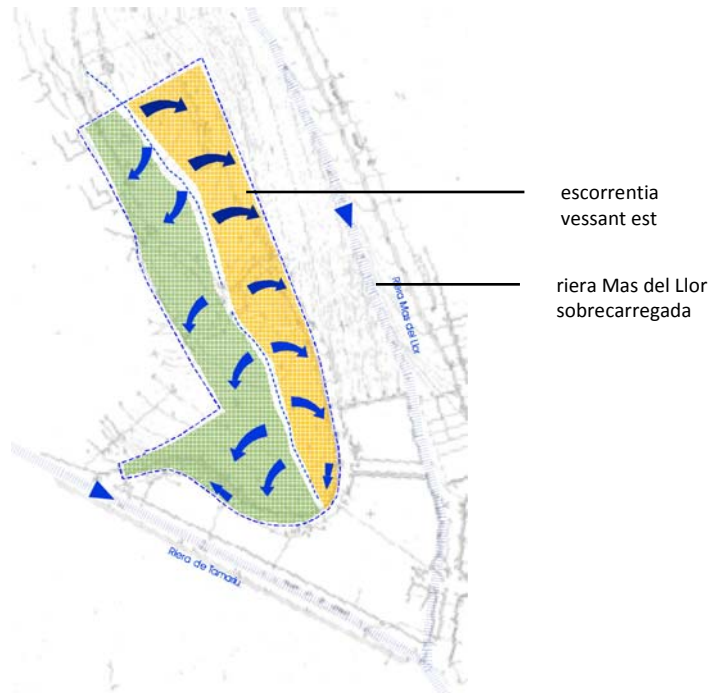 escorrentia
vessant est
riera Mas del Llor
sobrecarregada
Riera Mas del Llor
Riera de Tamariu